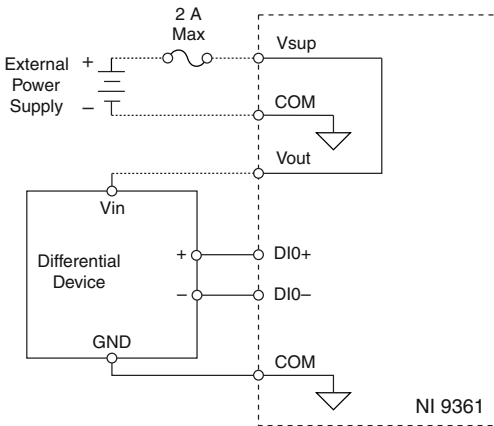 2 A
Max
Vsup
External
Power
Supply
+
–
COM
Vout
Vin
Differential
Device
+
DI0+
–
DI0–
GND
COM
NI 9361